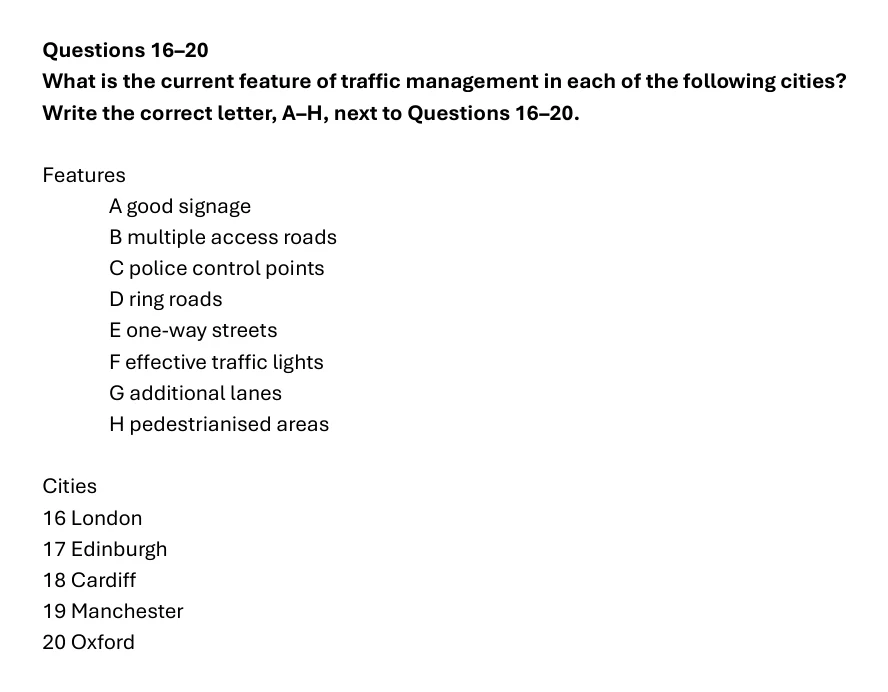 Questions 16–20
What is the current feature of traffic management in each of the following cities?
Write the correct letter, A–H, next to Questions 16–20.
Features
A good signage
B multiple access roads
C police control points
D ring roads
E one-way streets
F effective traffic lights
G additional lanes
H pedestrianised areas
Cities
16 London
17 Edinburgh
18 Cardiff
19 Manchester
20 Oxford